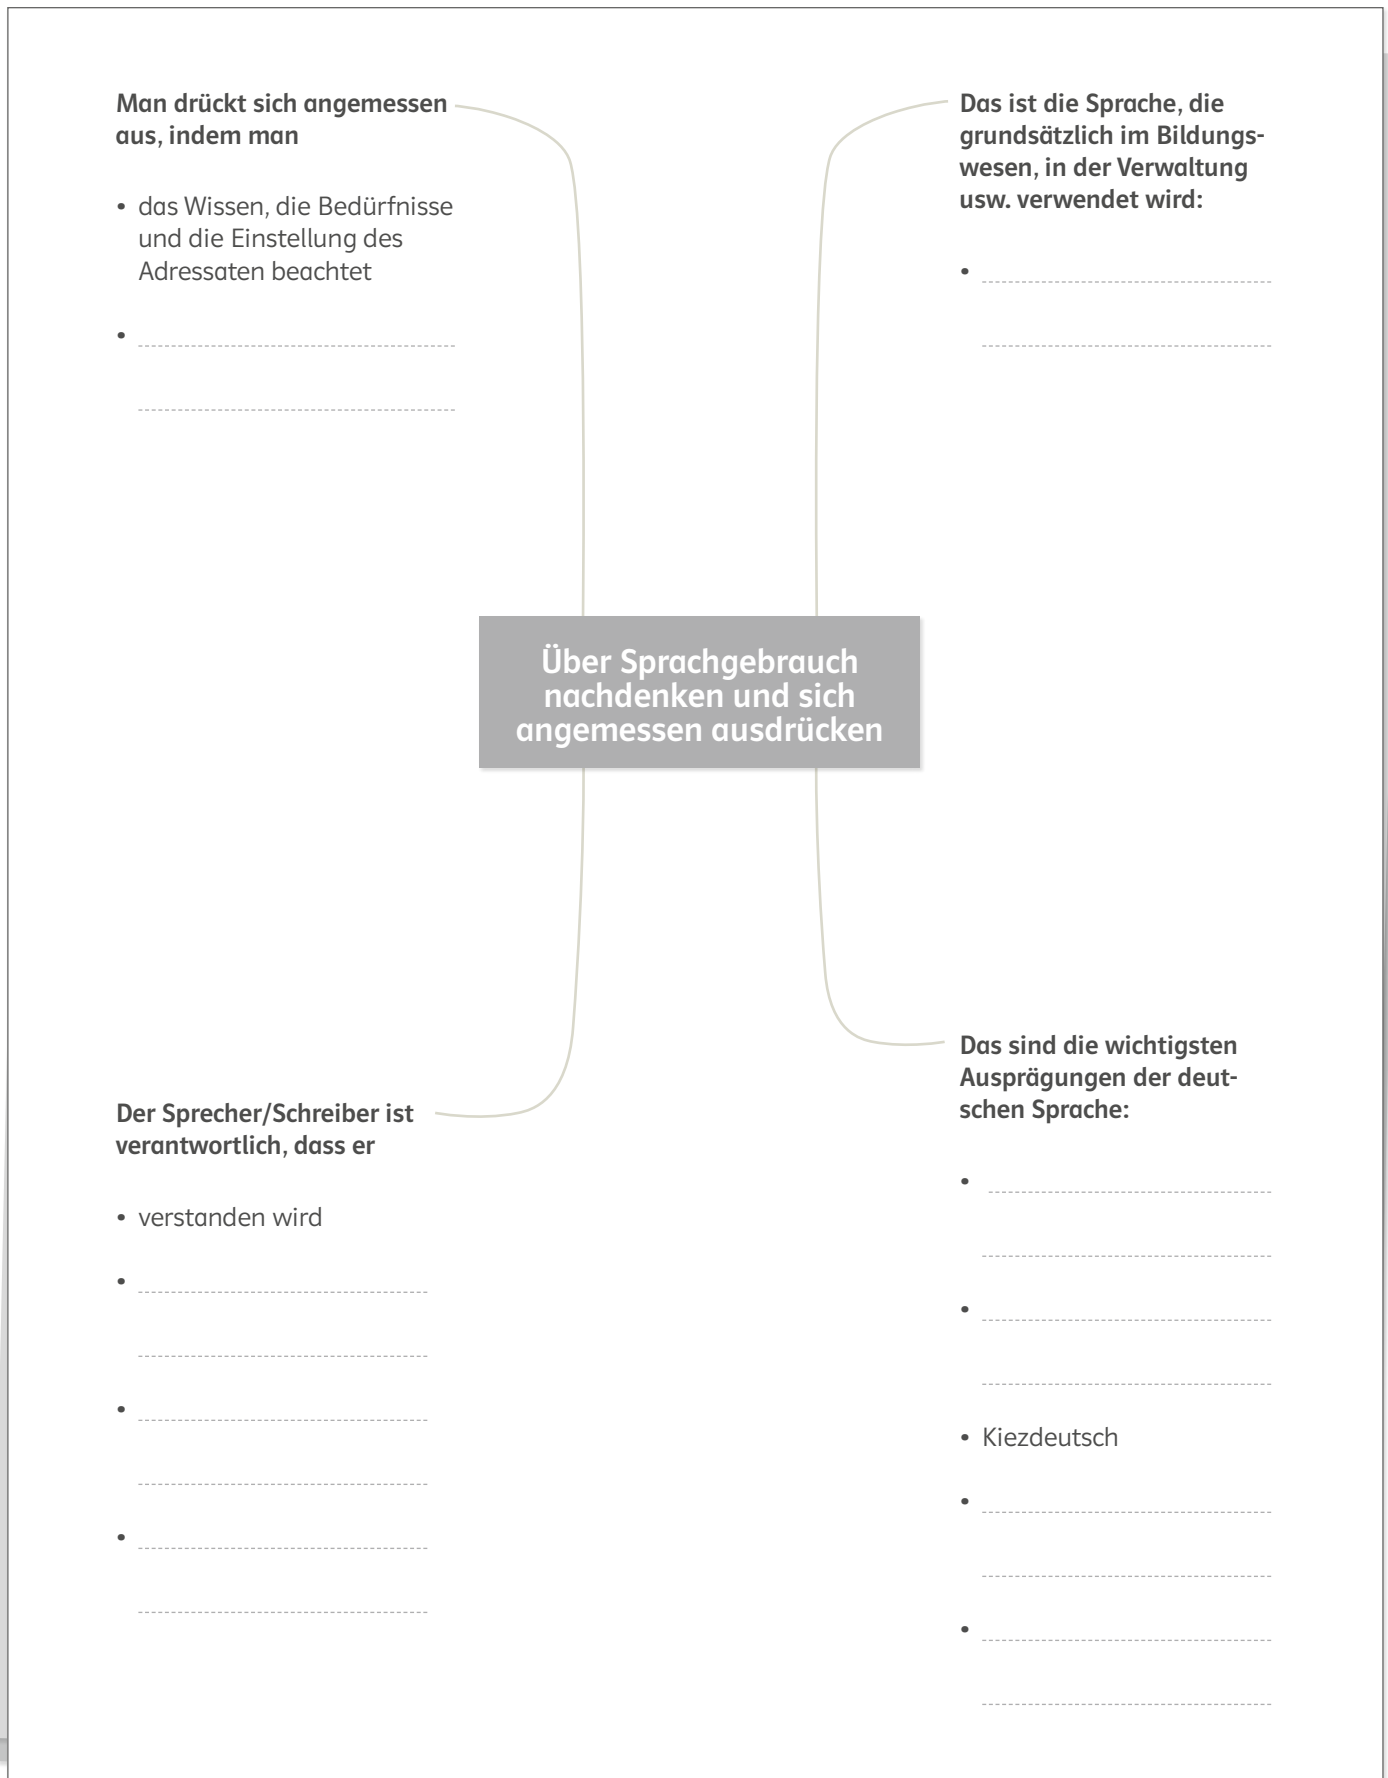 Man drückt sich angemessen
aus, indem man
• das Wissen, die Bedürfnisse
und die Einstellung des
Adressaten beachtet
•
Das ist die Sprache, die
grundsätzlich im Bildungs-
wesen, in der Verwaltung
usw. verwendet wird:
•
Über Sprachgebrauch
nachdenken und sich
angemessen ausdrücken
Der Sprecher/Schreiber ist
verantwortlich, dass er
• verstanden wird
•
•
•
Das sind die wichtigsten
Ausprägungen der deut-
schen Sprache:
•
•
• Kiezdeutsch
•
•